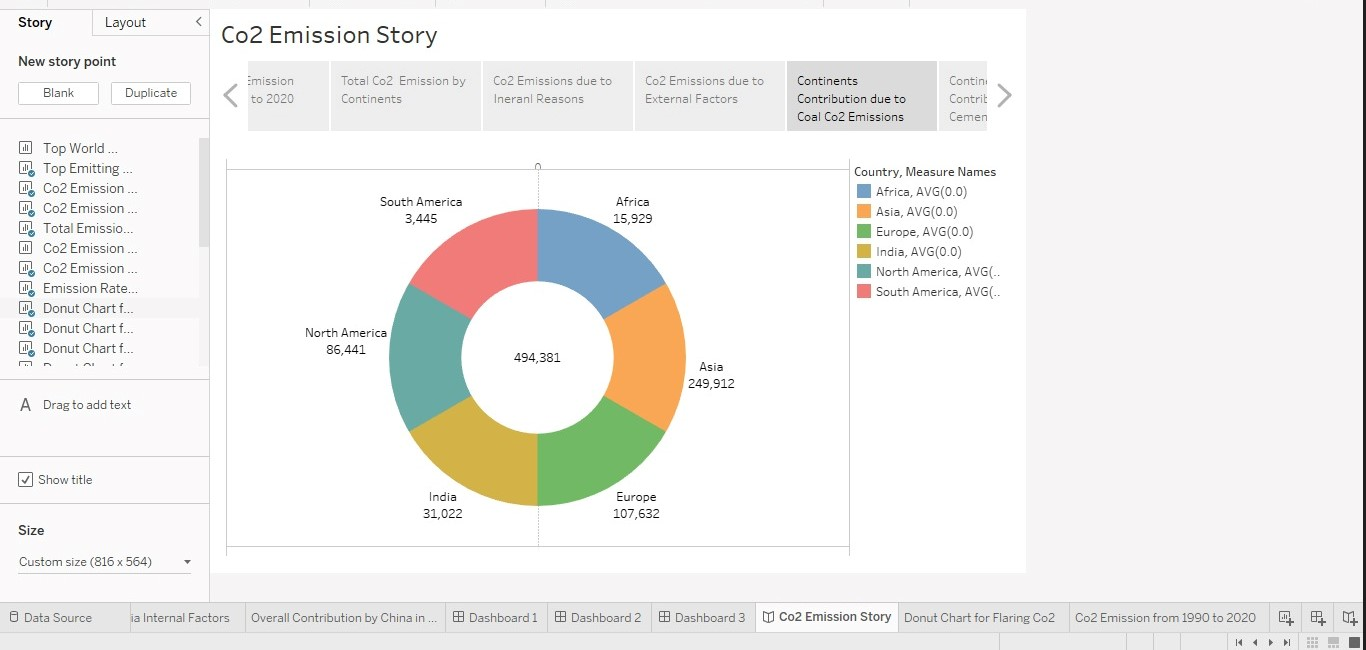 Story
Layout
New story point
Blank
Duplicate
Top World ...
Top Emitting ...
Co2 Emission ...
Co2 Emission ...
Total Emissio...
Co2 Emission ...
Co2 Emission ...
Emission Rate...
Donut Chart f...
Donut Chart f...
Donut Chart f...
A Drag to add text
Show title
Size
Custom size (816 x 564)
Co2 Emission Story
Emission
to 2020
Total Co2 Emission by
Continents
Co2 Emissions due to
Ineranl Reasons
Co2 Emissions due to
External Factors
Continents
Contribution due to
Coal Co2 Emissions
Contin
Contrib
Cemen
0
South America
3,445
Africa
15,929
North America
86,441
494,381
Asia
249,912
India
31,022
Europe
107,632
Country, Measure Names
Africa, AVG(0.0)
Asia, AVG(0.0)
Europe, AVG(0.0)
India, AVG(0.0)
North America, AVG(..
South America, AVG(..
Data Source
ia Internal Factors
Overall Contribution by China in ...
Dashboard 1
Dashboard 2
Dashboard 3
Co2 Emission Story
Donut Chart for Flaring Co2
Co2 Emission from 1990 to 2020